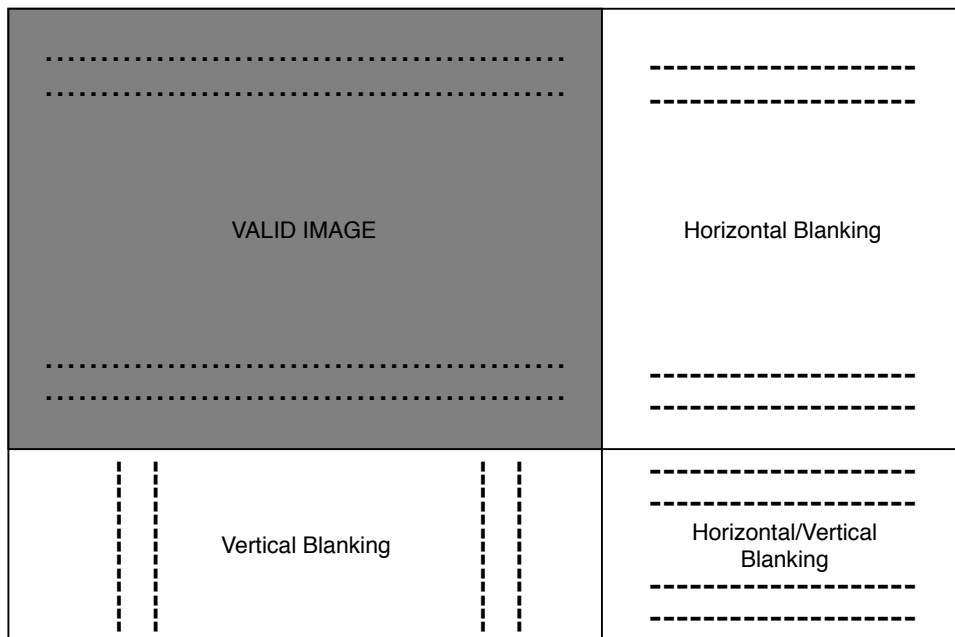 VALID IMAGE
Horizontal Blanking
Vertical Blanking
Horizontal/Vertical
Blanking